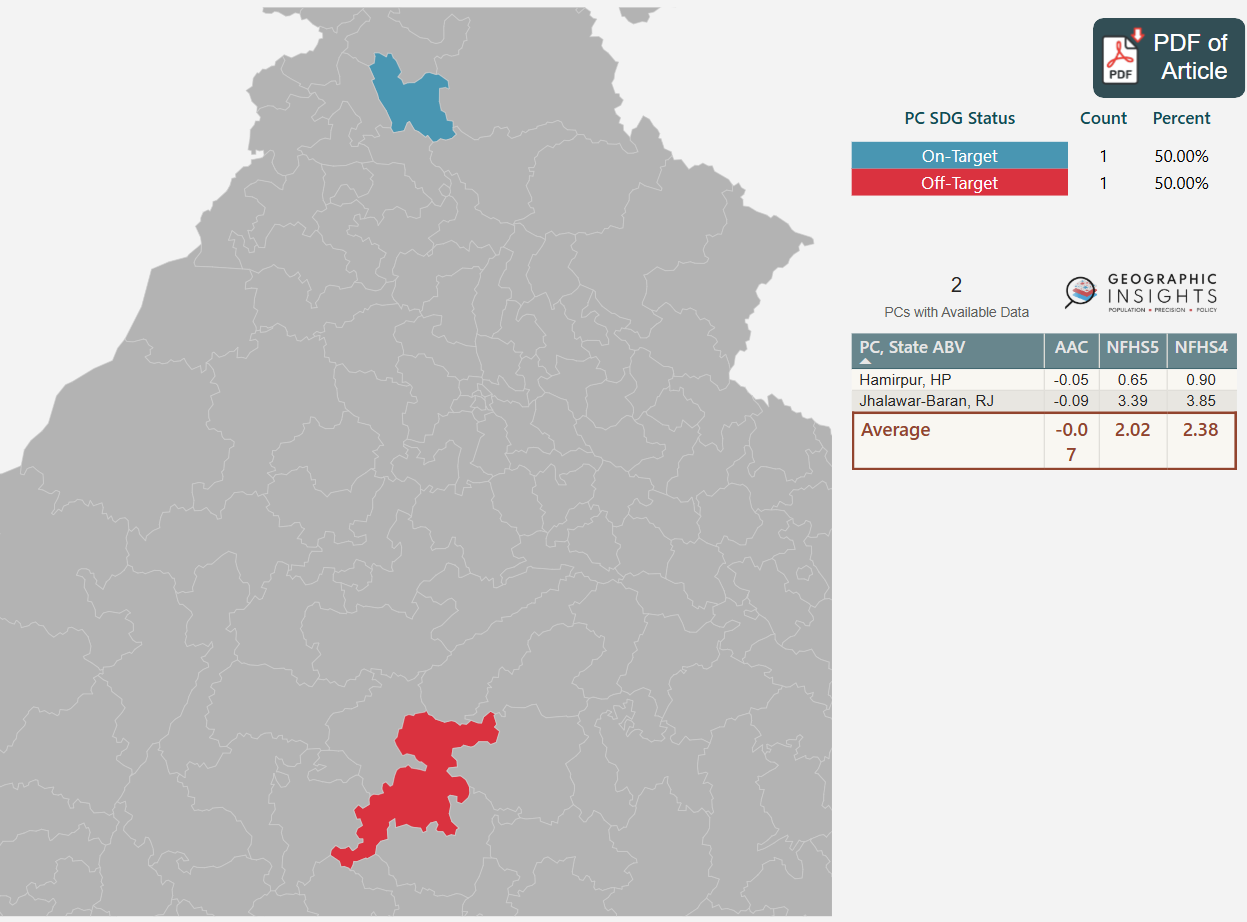 PDF of
Article
PDF
PC SDG Status Count Percent
On-Target 1 50.00%
Off-Target 1 50.00%
2
PCs with Available Data
GEOGRAPHIC
INSIGHTS
POPULATION • PRECISION • POLICY
PC, State ABV AAC NFHS5 NFHS4
Hamirpur, HP -0.05 0.65 0.90
Jhalawar-Baran, RJ -0.09 3.39 3.85
Average -0.0 2.02 2.38
7